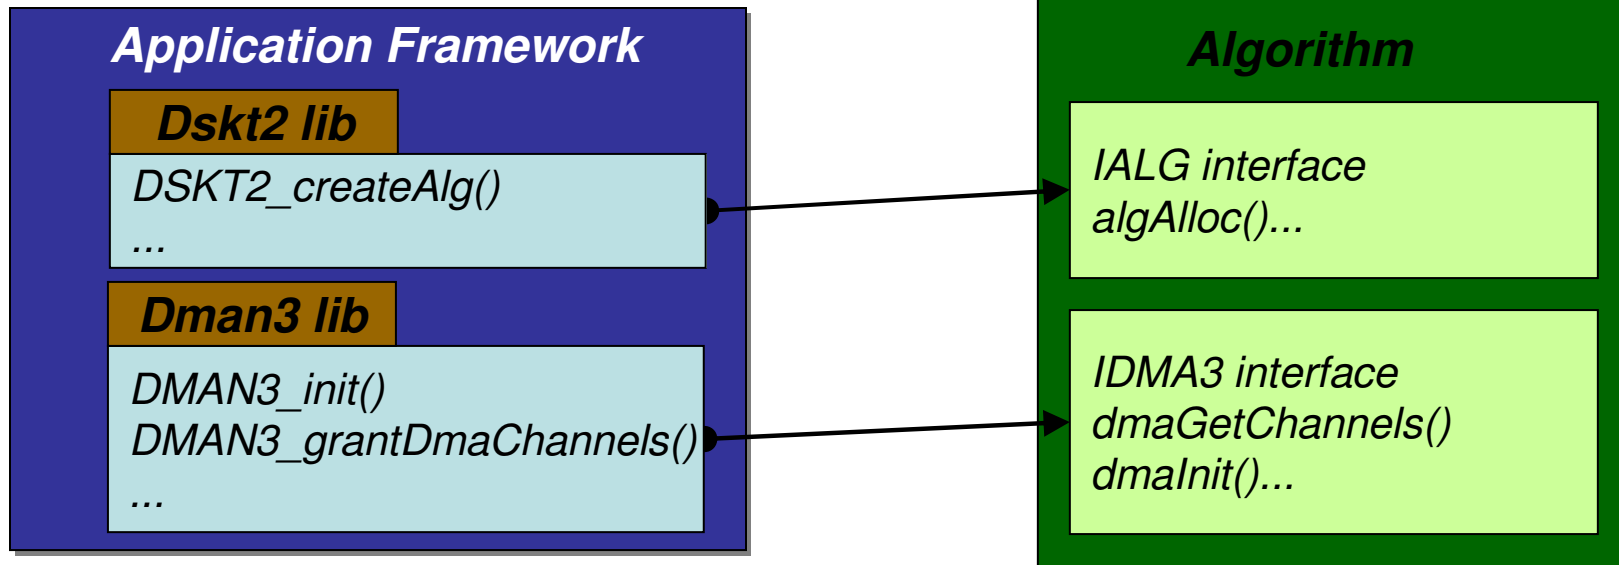 Application Framework
Dskt2 lib
DSKT2_createAlg()
...
Dman3 lib
DMAN3_init()
DMAN3_grantDmaChannels()
...
Algorithm
IALG interface
algAlloc()...
IDMA3 interface
dmaGetChannels()
dmaInit()...